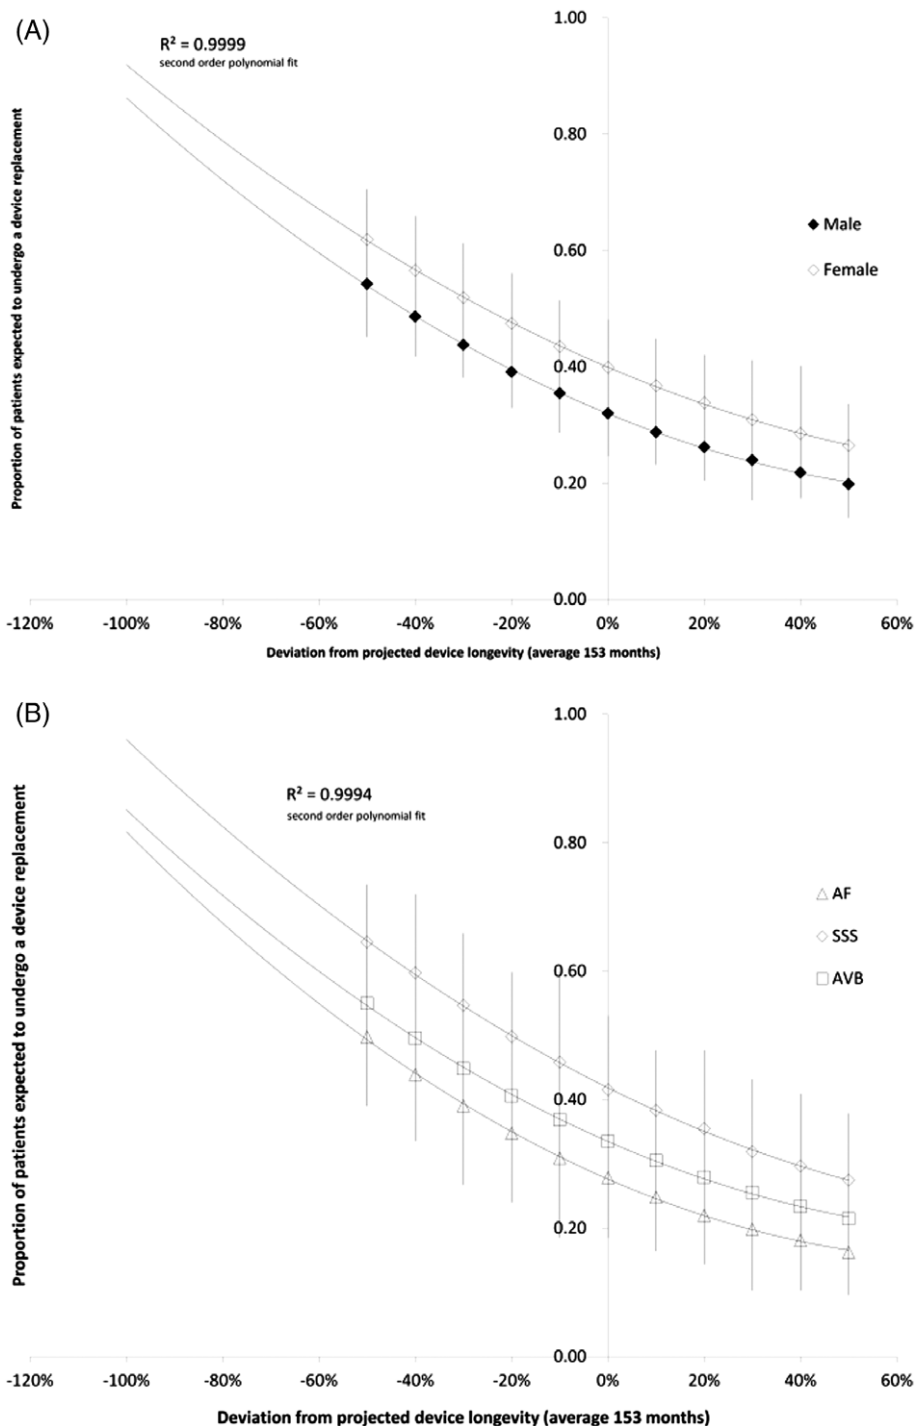 (A)
R² = 0.9999
second order polynomial fit
Proportion of patients expected to undergo a device replacement
1.00
0.80
0.60
0.40
0.20
0.00
Male
Female
-120% -100% -80% -60% -40% -20% 0% 20% 40% 60%
Deviation from projected device longevity (average 153 months)
(B)
R² = 0.9994
second order polynomial fit
Proportion of patients expected to undergo a device replacement
1.00
0.80
0.60
0.40
0.20
0.00
AF
SSS
AVB
-120% -100% -80% -60% -40% -20% 0% 20% 40% 60%
Deviation from projected device longevity (average 153 months)